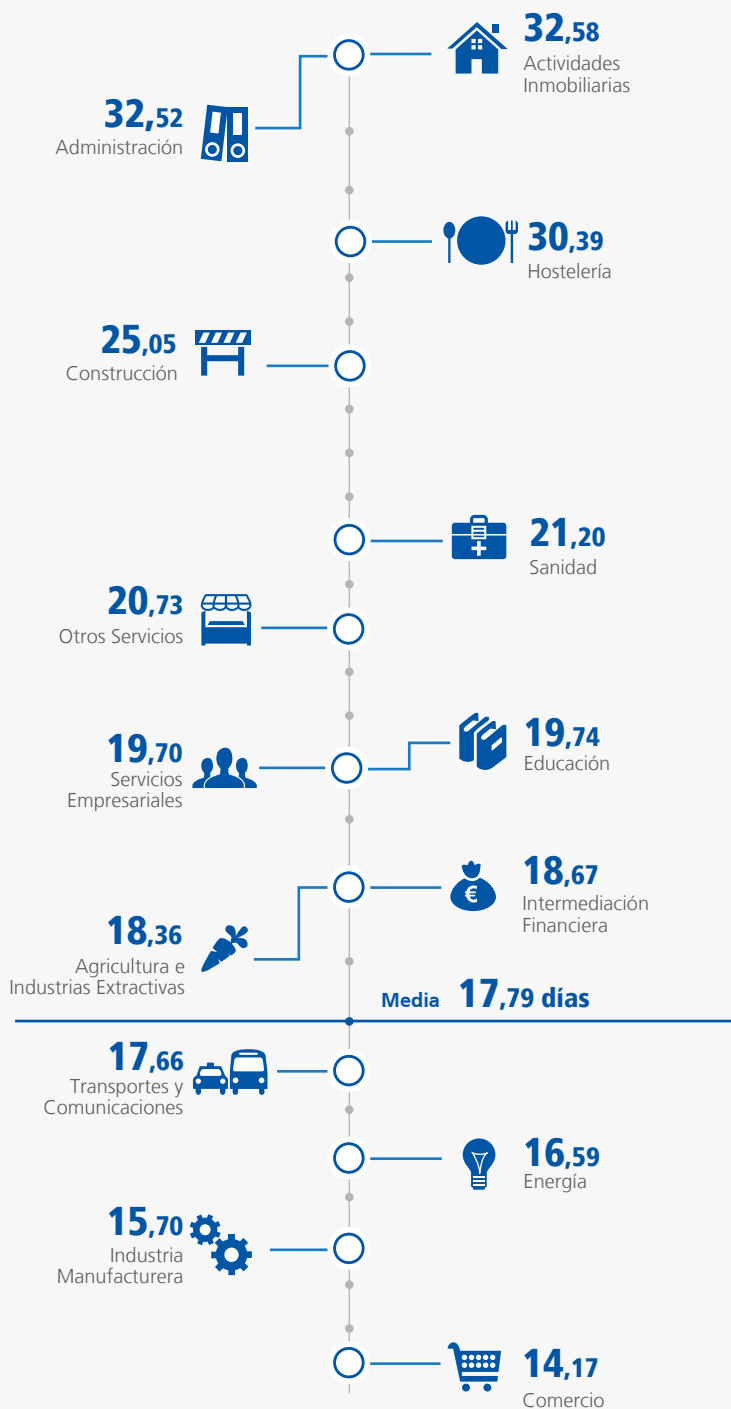 32,58
Actividades
Inmobiliarias
32,52
Administración
30,39
Hostelería
25,05
Construcción
21,20
Sanidad
20,73
Otros Servicios
19,74
Educación
19,70
Servicios
Empresariales
18,67
Intermediación
Financiera
€
18,36
Agricultura e
Industrias Extractivas
Media 17,79 días
17,66
Transportes y
Comunicaciones
16,59
Energía
15,70
Industria
Manufacturera
14,17
Comercio